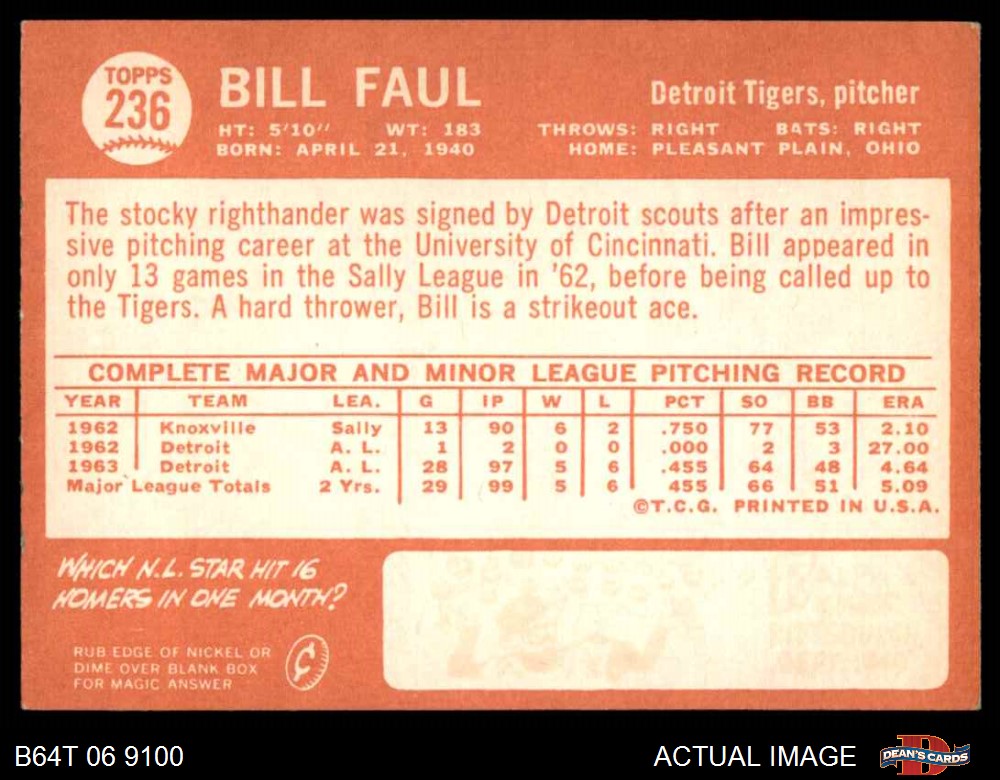 TOPPS
236
BILL FAUL
Detroit Tigers, pitcher
HT: 5'10" WT: 183
THROWS: RIGHT BATS: RIGHT
BORN: APRIL 21, 1940
HOME: PLEASANT PLAIN, OHIO
The stocky righthander was signed by Detroit scouts after an impres-
sive pitching career at the University of Cincinnati. Bill appeared in
only 13 games in the Sally League in '62, before being called up to
the Tigers. A hard thrower, Bill is a strikeout ace.
COMPLETE MAJOR AND MINOR LEAGUE PITCHING RECORD
YEAR TEAM LEA. G IP W L PCT SO BB ERA
1962 Knoxville Sally 13 90 6 2 .750 77 53 2.10
1962 Detroit A. L. 1 2 0 0 .000 2 3 27.00
1963 Detroit A. L. 28 97 5 6 .455 64 48 4.64
Major League Totals 2 Yrs. 29 99 5 6 455 66 51 5.09
©T.C.G. PRINTED IN U.S.A.
WHICH N.L. STAR HIT 16
HOMERS IN ONE MONTH?
RUB EDGE OF NICKEL OR
DIME OVER BLANK BOX
FOR MAGIC ANSWER
¢
B64T 06 9100
ACTUAL IMAGE
DEAN'S CARDS